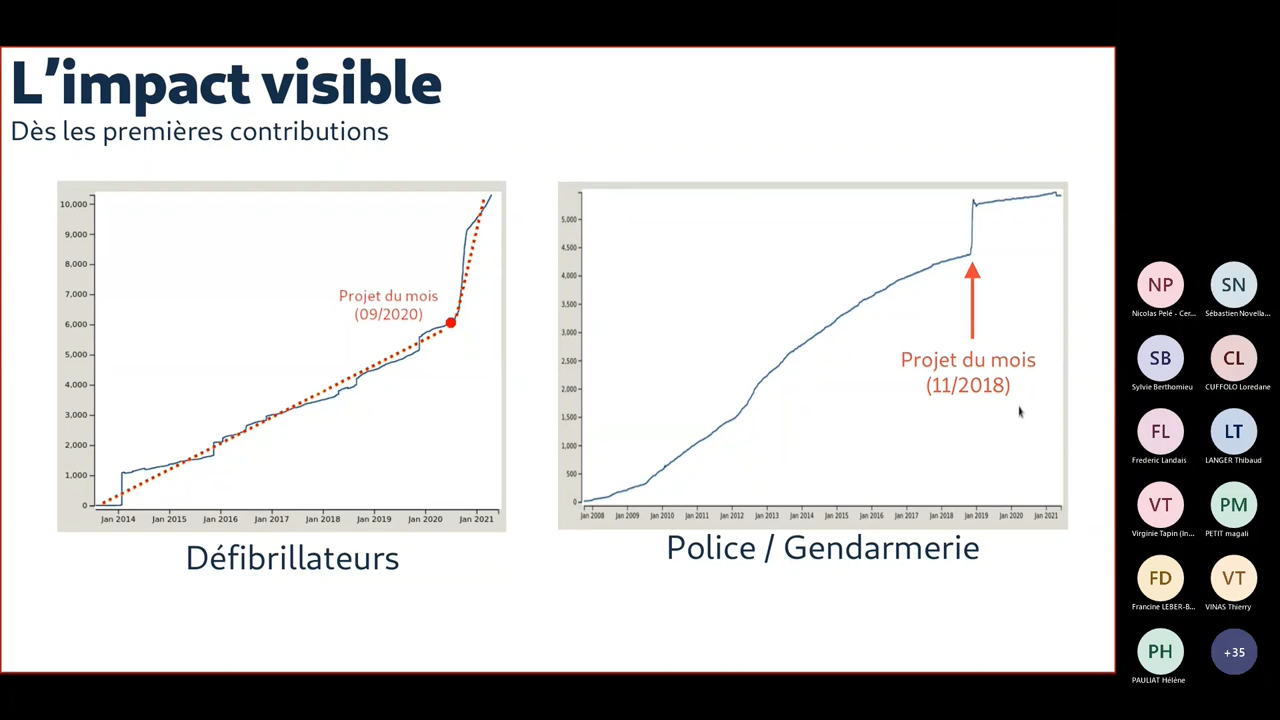 L'impact visible
Dès les premières contributions
10,000
9,000
8,000
7,000
6,000
5,000
4,000
3,000
2,000
1,000
0
Jan 2014 Jan 2015 Jan 2016 Jan 2017 Jan 2018 Jan 2019 Jan 2020 Jan 2021
Projet du mois
(09/2020)
Défibrillateurs
5,000
4,500
4,000
3,500
3,000
2,500
2,000
1,500
1,000
500
0
Jan 2008 Jan 2009 Jan 2010 Jan 2011 Jan 2012 Jan 2013 Jan 2014 Jan 2015 Jan 2016 Jan 2017 Jan 2018 Jan 2019 Jan 2020 Jan 2021
Projet du mois
(11/2018)
Police / Gendarmerie
NP SN
Nicolas Pelé - Cer... Sébastien Novella...
SB CL
Sylvie Berthomieu CUFFOLO Loredane
FL LT
Frederic Landais LANGER Thibaud
VT PM
Virginie Tapin (In... PETIT magali
FD VT
Francine LEBER-B... VINAS Thierry
PH +35
PAULIAT Hélène